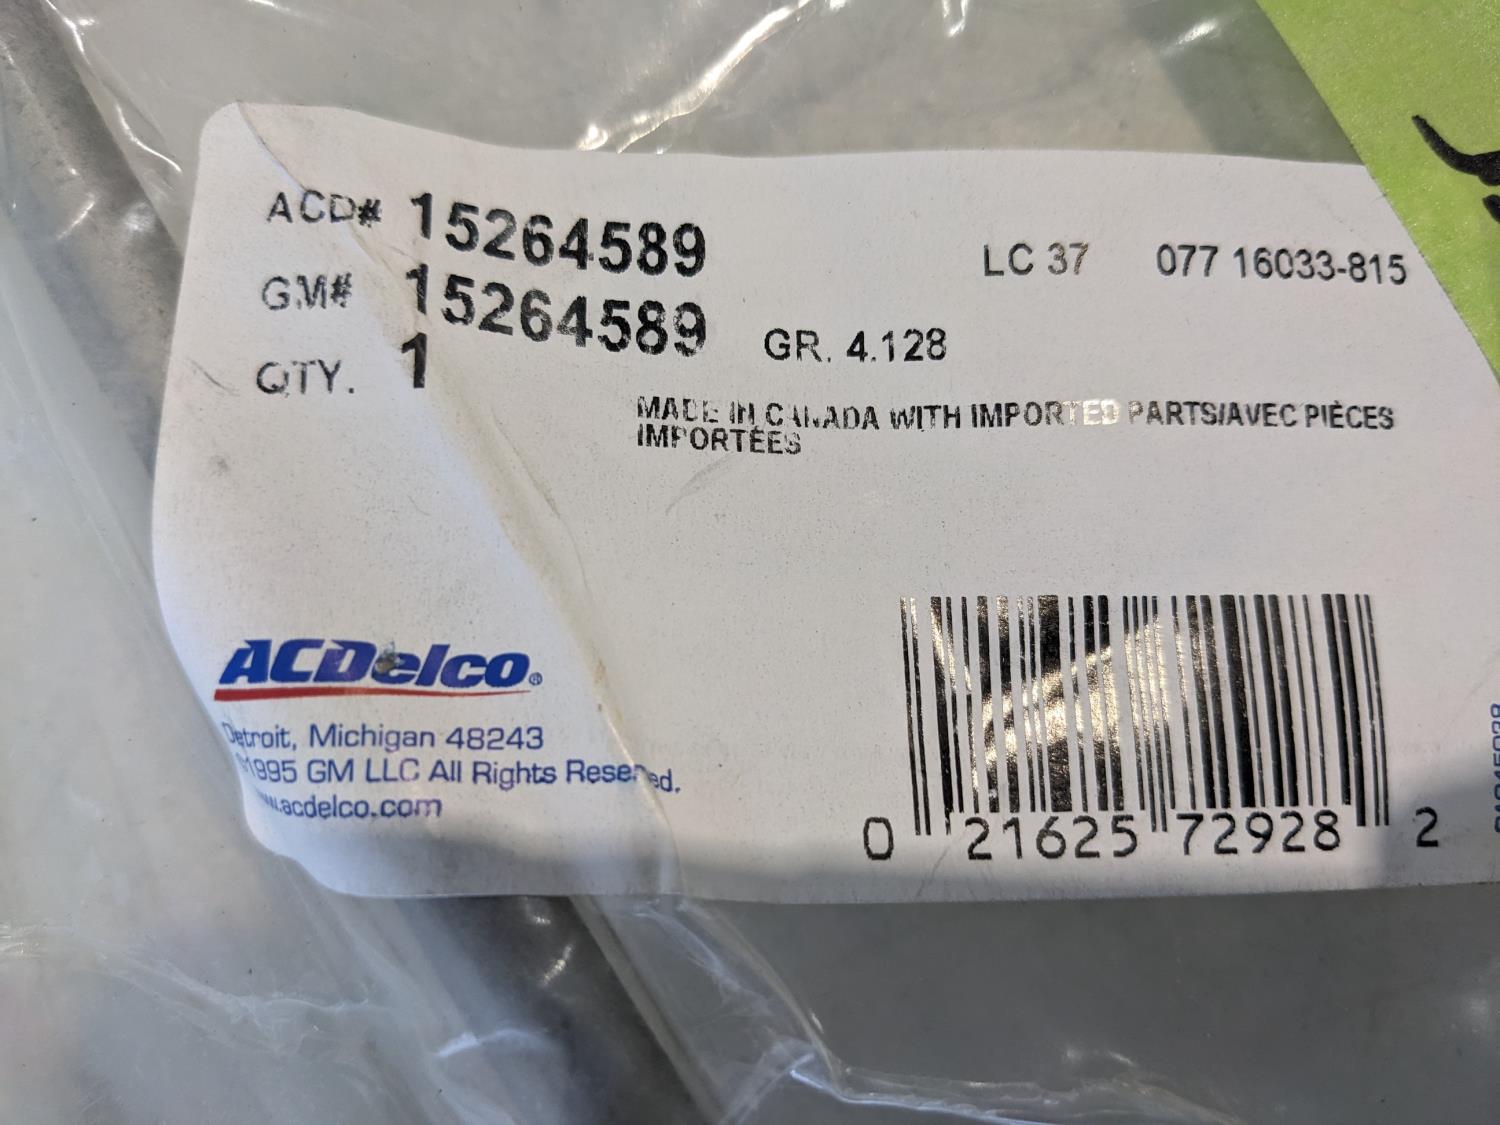 ACD# 15264589
LC 37 077 16033-815
GM# 15264589 GR. 4.128
QTY. 1
MADE IN CANADA WITH IMPORTED PARTS/AVEC PIÈCES
IMPORTÉES
ACDelco®
Detroit, Michigan 48243
1995 GM LLC All Rights Reserved.
www.acdelco.com
0 21625 72928 2